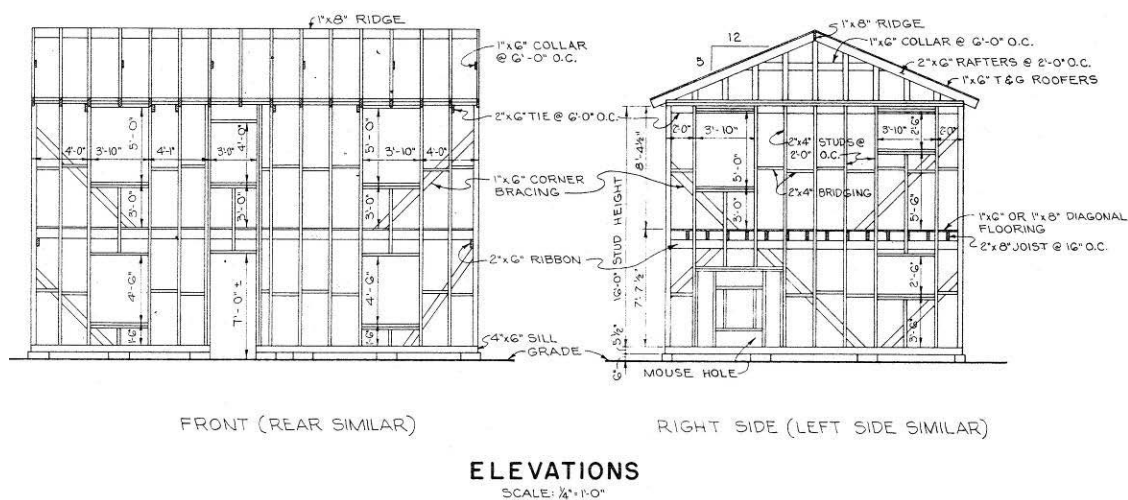 1"x8" RIDGE
1"x6" COLLAR
@ 6'-0" O.C.
2"x6" TIE @ 6'-0" O.C.
5'-0"
4'-0"
5'-0"
4'-0"
3'-10"
4'-1"
3'-0"
3'-10"
4'-0"
1"x6" CORNER
BRACING
3'-0"
3'-0"
3'-0"
2"x6" RIBBON
4'-6"
7'-0" ±
4'-6"
1'-6"
1'-6"
4"x6" SILL
GRADE
FRONT (REAR SIMILAR)
1"x8" RIDGE
12
5
1"x6" COLLAR @ 6'-0" O.C.
2"x6" RAFTERS @ 2'-0" O.C.
1"x6" T&G ROOFERS
2'-0"
3'-10"
2'-6"
3'-10"
2'-0"
8'-4½"
5'-0"
2"x4" STUDS @
2'-0" O.C.
2"x4" BRIDGING
3'-0"
5'-6"
16'-0" STUD HEIGHT
1"x6" OR 1"x8" DIAGONAL
FLOORING
2"x8" JOIST @ 16" O.C.
7'-7½"
2'-6"
3'-6"
5½"
6"
MOUSE HOLE
RIGHT SIDE (LEFT SIDE SIMILAR)
ELEVATIONS
SCALE: ¼"=1'-0"